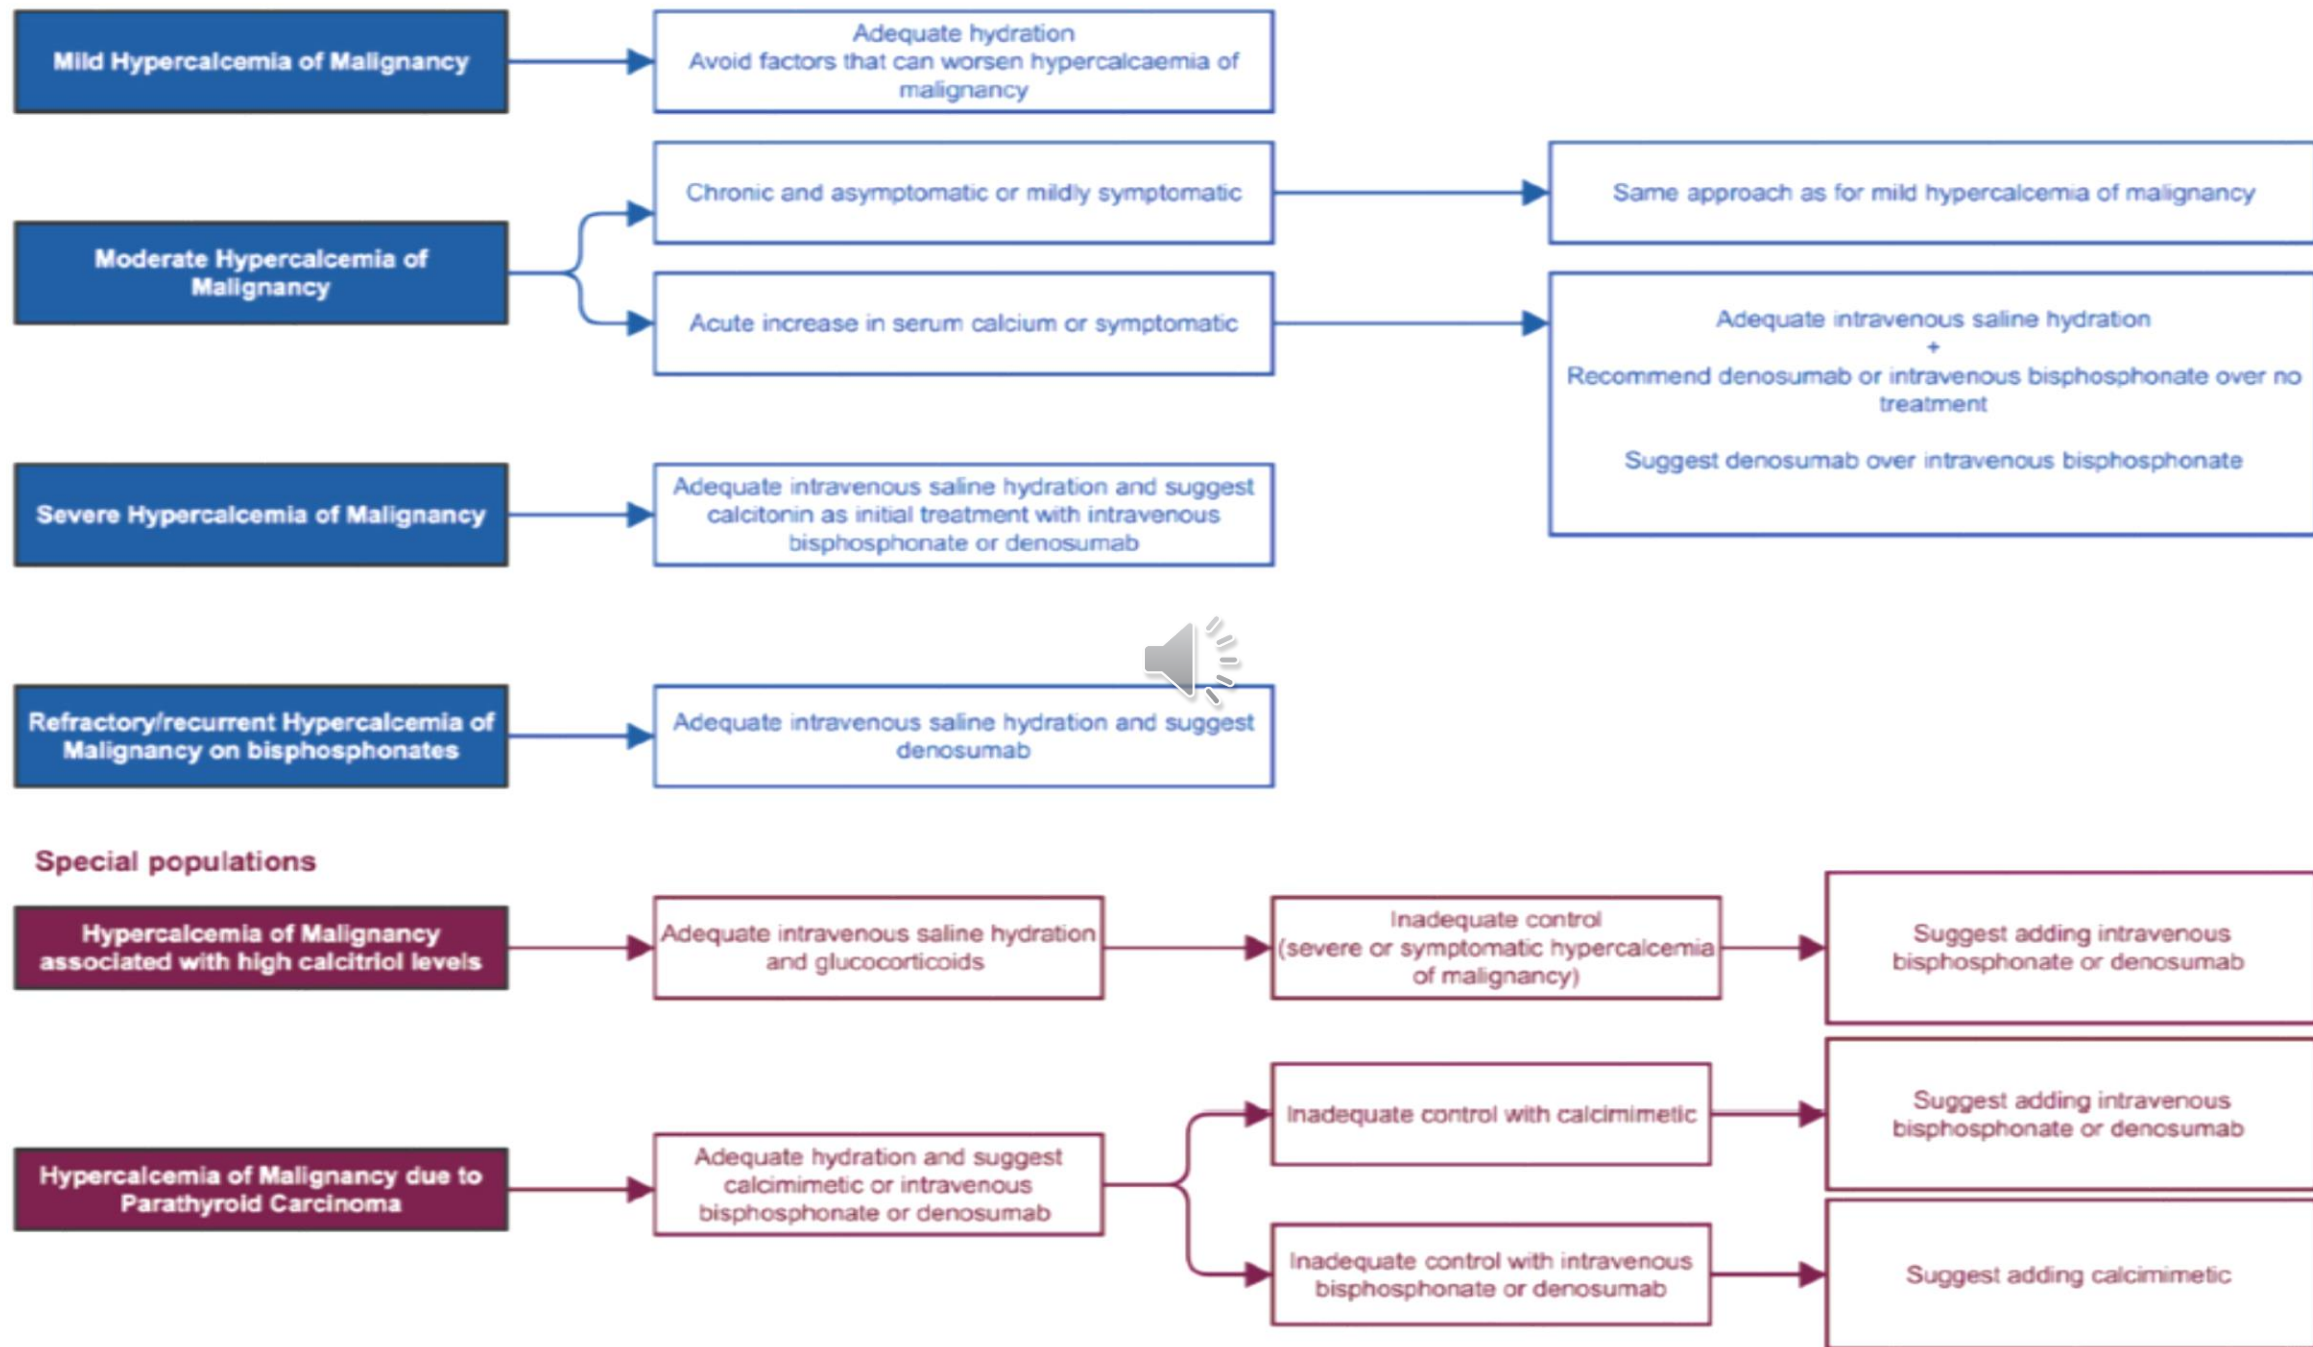 Mild Hypercalcemia of Malignancy
Adequate hydration
Avoid factors that can worsen hypercalcaemia of
malignancy
Moderate Hypercalcemia of
Malignancy
Chronic and asymptomatic or mildly symptomatic
Same approach as for mild hypercalcemia of malignancy
Acute increase in serum calcium or symptomatic
Adequate intravenous saline hydration
+
Recommend denosumab or intravenous bisphosphonate over no
treatment
Suggest denosumab over intravenous bisphosphonate
Severe Hypercalcemia of Malignancy
Adequate intravenous saline hydration and suggest
calcitonin as initial treatment with intravenous
bisphosphonate or denosumab
Refractory/recurrent Hypercalcemia of
Malignancy on bisphosphonates
Adequate intravenous saline hydration and suggest
denosumab
Special populations
Hypercalcemia of Malignancy
associated with high calcitriol levels
Adequate intravenous saline hydration
and glucocorticoids
Inadequate control
(severe or symptomatic hypercalcemia
of malignancy)
Suggest adding intravenous
bisphosphonate or denosumab
Hypercalcemia of Malignancy due to
Parathyroid Carcinoma
Adequate hydration and suggest
calcimimetic or intravenous
bisphosphonate or denosumab
Inadequate control with calcimimetic
Suggest adding intravenous
bisphosphonate or denosumab
Inadequate control with intravenous
bisphosphonate or denosumab
Suggest adding calcimimetic